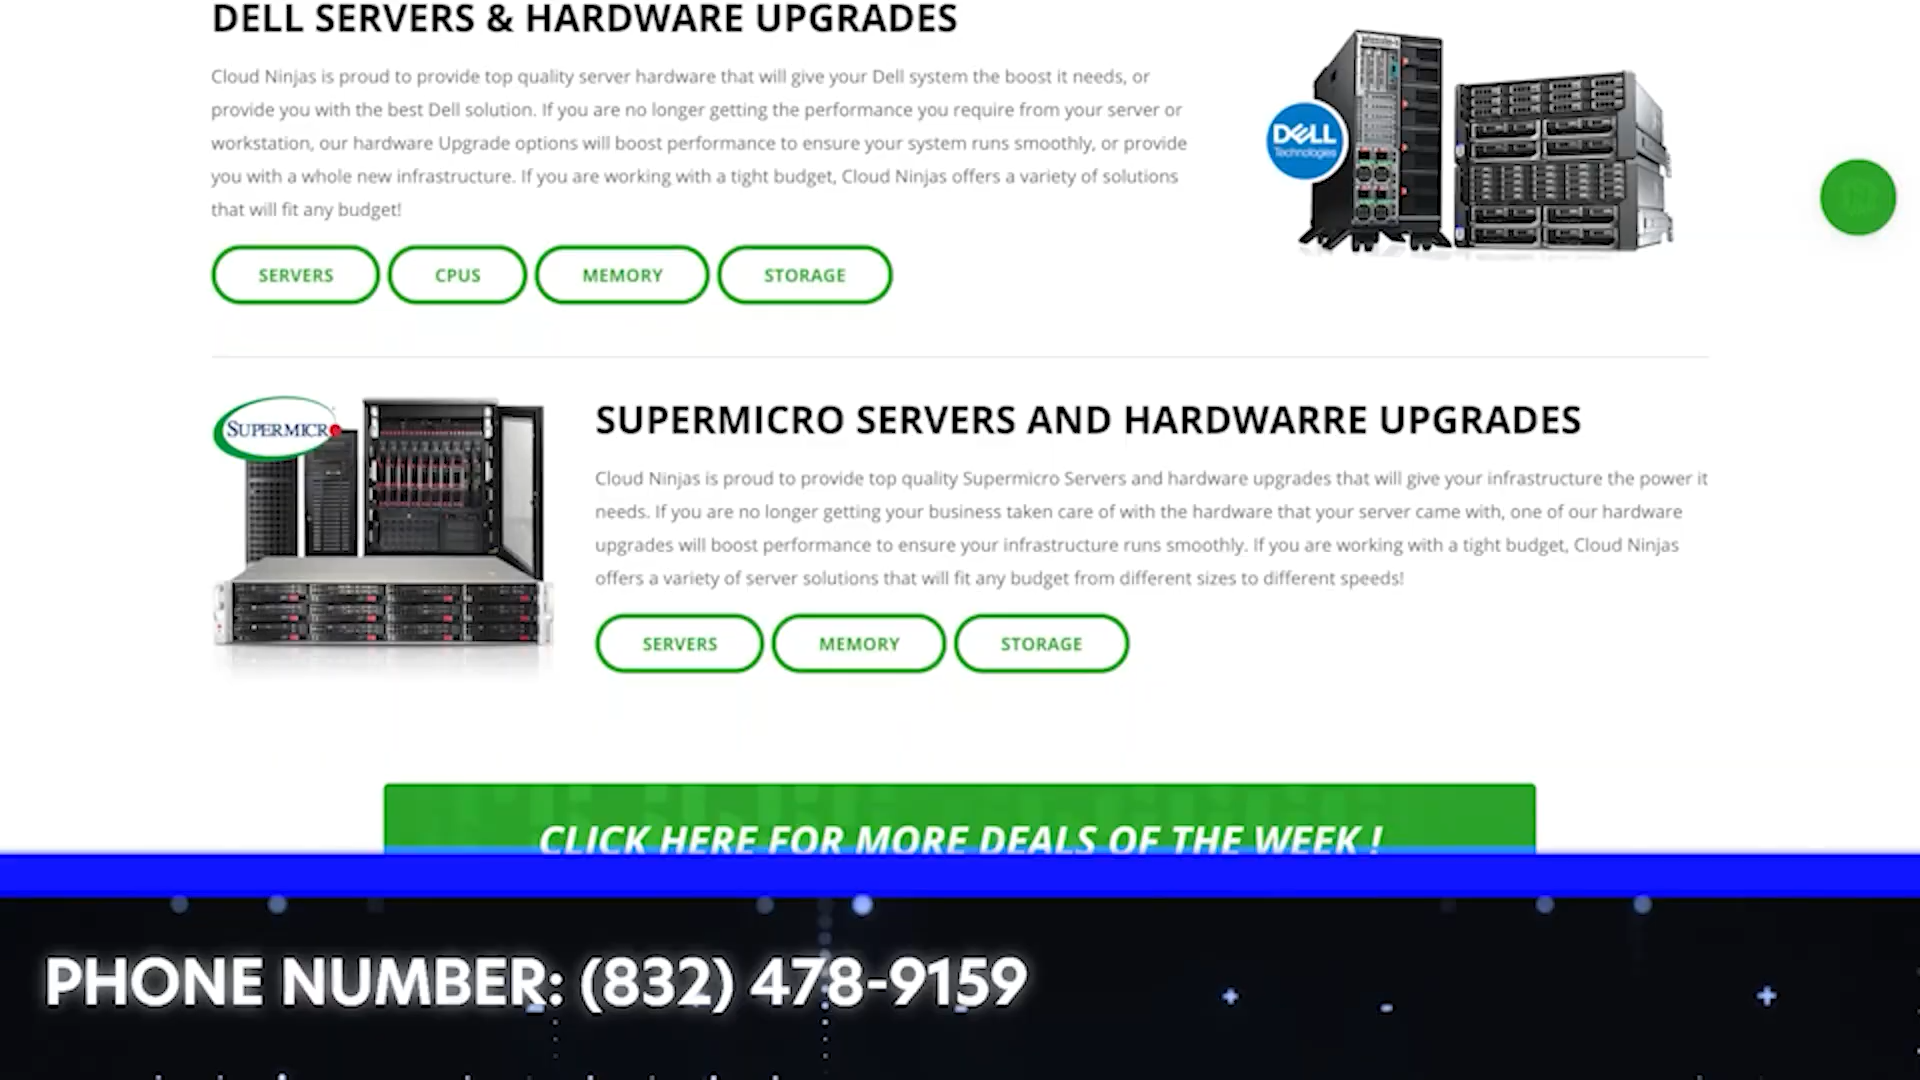 DELL SERVERS & HARDWARE UPGRADES
Cloud Ninjas is proud to provide top quality server hardware that will give your Dell system the boost it needs, or
provide you with the best Dell solution. If you are no longer getting the performance you require from your server or
workstation, our hardware Upgrade options will boost performance to ensure your system runs smoothly, or provide
you with a whole new infrastructure. If you are working with a tight budget, Cloud Ninjas offers a variety of solutions
that will fit any budget!
DELL
Technologies
SERVERS
CPUS
MEMORY
STORAGE
SUPERMICRO
SUPERMICRO SERVERS AND HARDWARRE UPGRADES
Cloud Ninjas is proud to provide top quality Supermicro Servers and hardware upgrades that will give your infrastructure the power it
needs. If you are no longer getting your business taken care of with the hardware that your server came with, one of our hardware
upgrades will boost performance to ensure your infrastructure runs smoothly. If you are working with a tight budget, Cloud Ninjas
offers a variety of server solutions that will fit any budget from different sizes to different speeds!
SERVERS
MEMORY
STORAGE
CLICK HERE FOR MORE DEALS OF THE WEEK !
PHONE NUMBER: (832) 478-9159